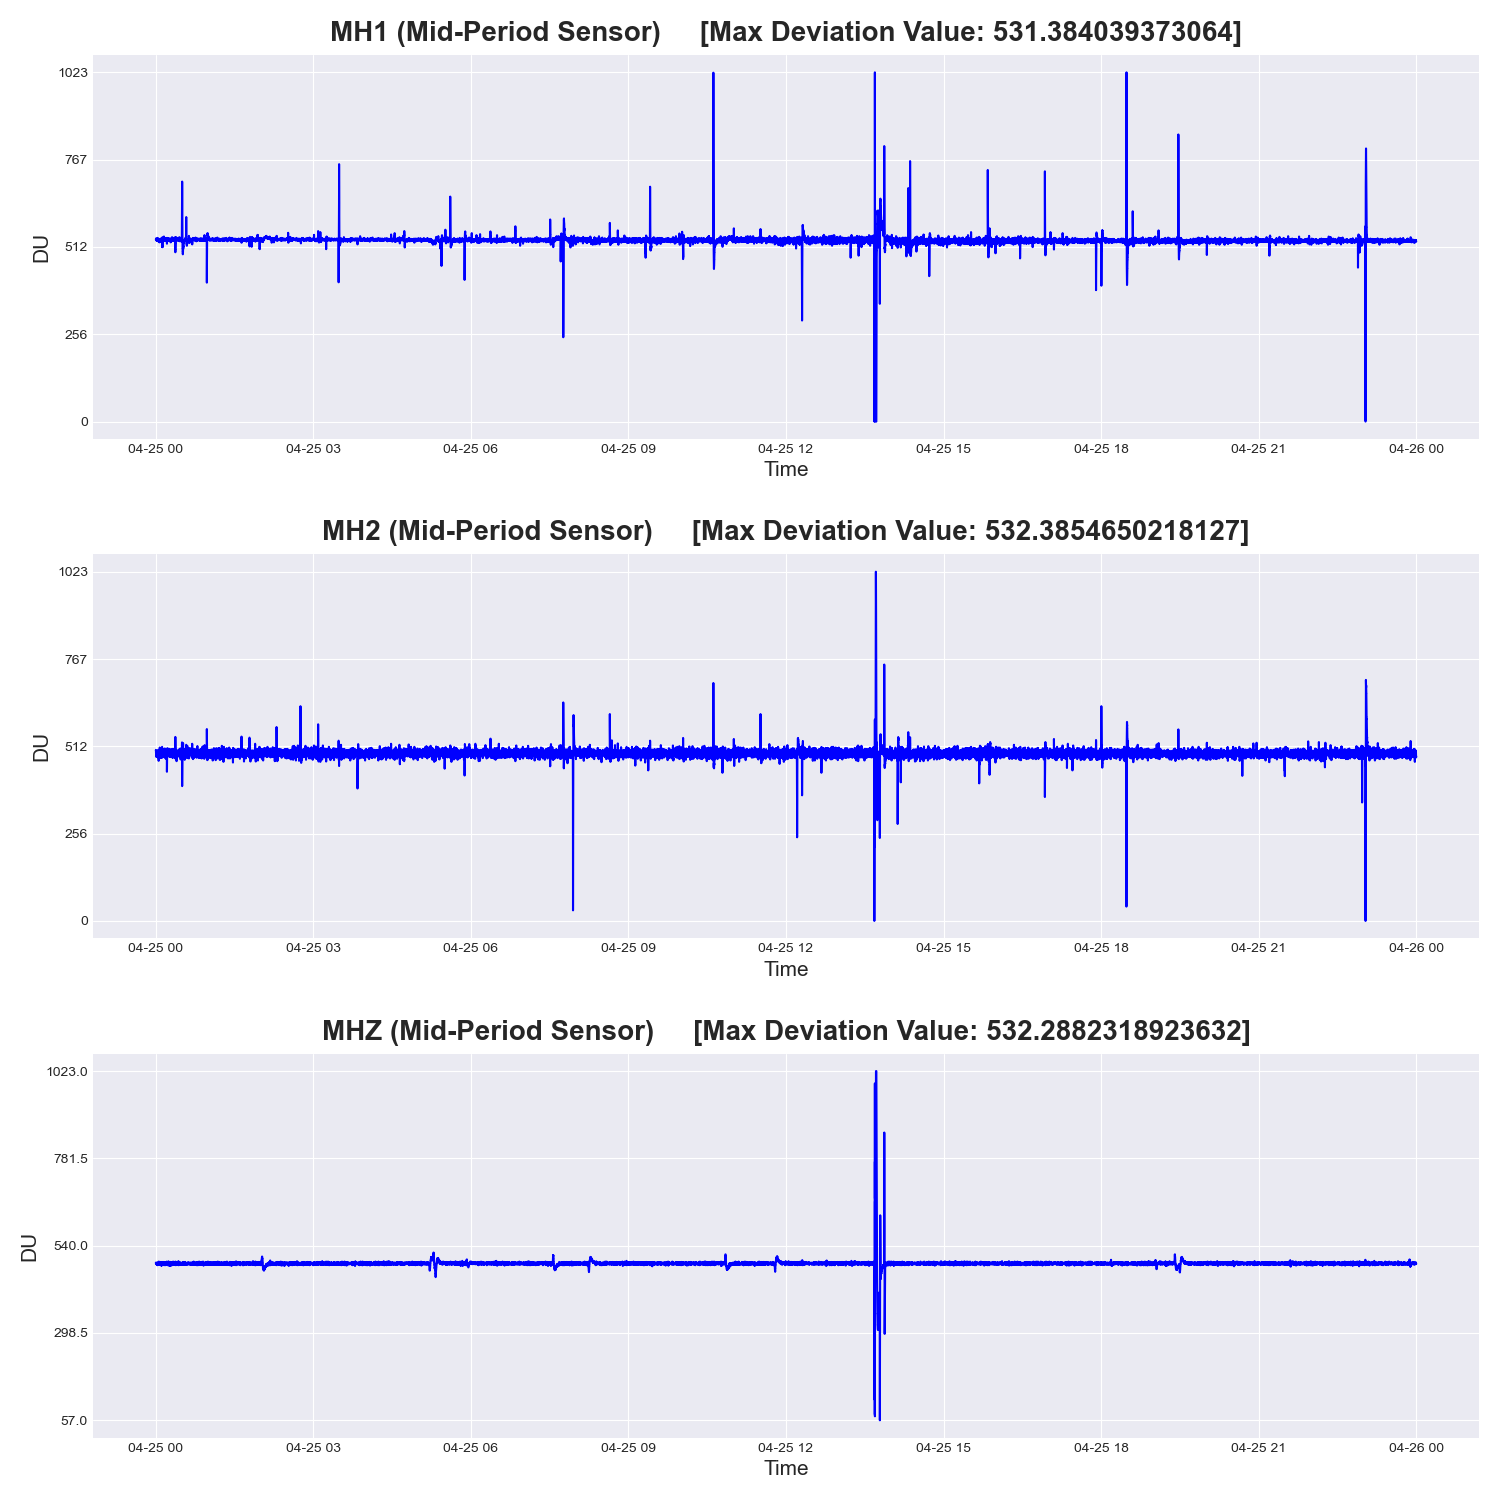 MH1 (Mid-Period Sensor) [Max Deviation Value: 531.384039373064]
1023
767
512
256
0
DU
04-25 00 04-25 03 04-25 06 04-25 09 04-25 12 04-25 15 04-25 18 04-25 21 04-26 00
Time
MH2 (Mid-Period Sensor) [Max Deviation Value: 532.3854650218127]
1023
767
512
256
0
DU
04-25 00 04-25 03 04-25 06 04-25 09 04-25 12 04-25 15 04-25 18 04-25 21 04-26 00
Time
MHZ (Mid-Period Sensor) [Max Deviation Value: 532.2882318923632]
1023.0
781.5
540.0
298.5
57.0
DU
04-25 00 04-25 03 04-25 06 04-25 09 04-25 12 04-25 15 04-25 18 04-25 21 04-26 00
Time